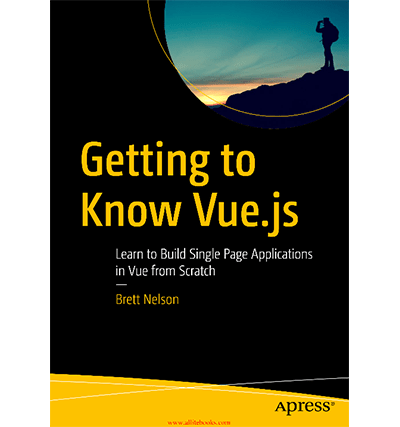 Getting to
Know Vue.js
Learn to Build Single Page Applications
in Vue from Scratch
—
Brett Nelson
Apress®
www.allitebooks.com